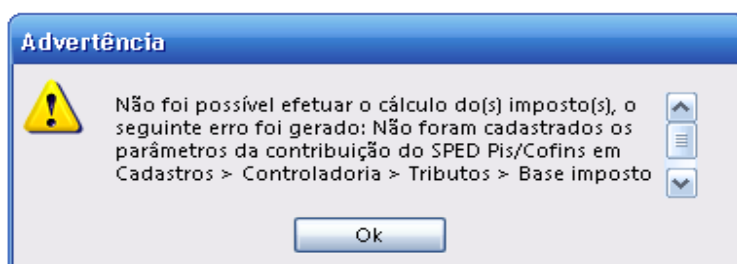 Advertência
Não foi possível efetuar o cálculo do(s) imposto(s), o
seguinte erro foi gerado: Não foram cadastrados os
parâmetros da contribuição do SPED Pis/Cofins em
Cadastros > Controladoria > Tributos > Base imposto
Ok